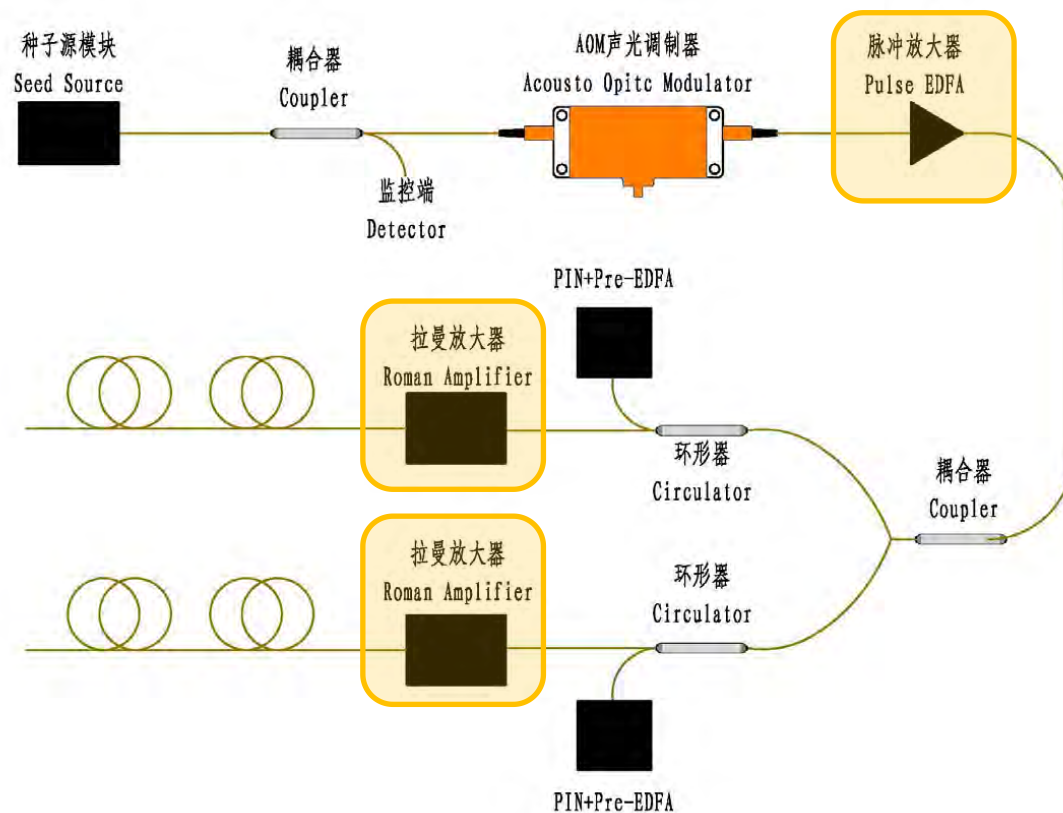 种子源模块
Seed Source
耦合器
Coupler
AOM声光调制器
Acousto Opitc Modulator
脉冲放大器
Pulse EDFA
监控端
Detector
PIN+Pre-EDFA
拉曼放大器
Roman Amplifier
环形器
Circulator
耦合器
Coupler
拉曼放大器
Roman Amplifier
环形器
Circulator
PIN+Pre-EDFA